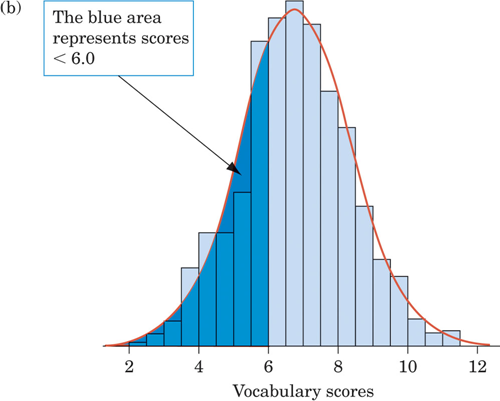 (b)
The blue area
represents scores
< 6.0
2 4 6 8 10 12
Vocabulary scores